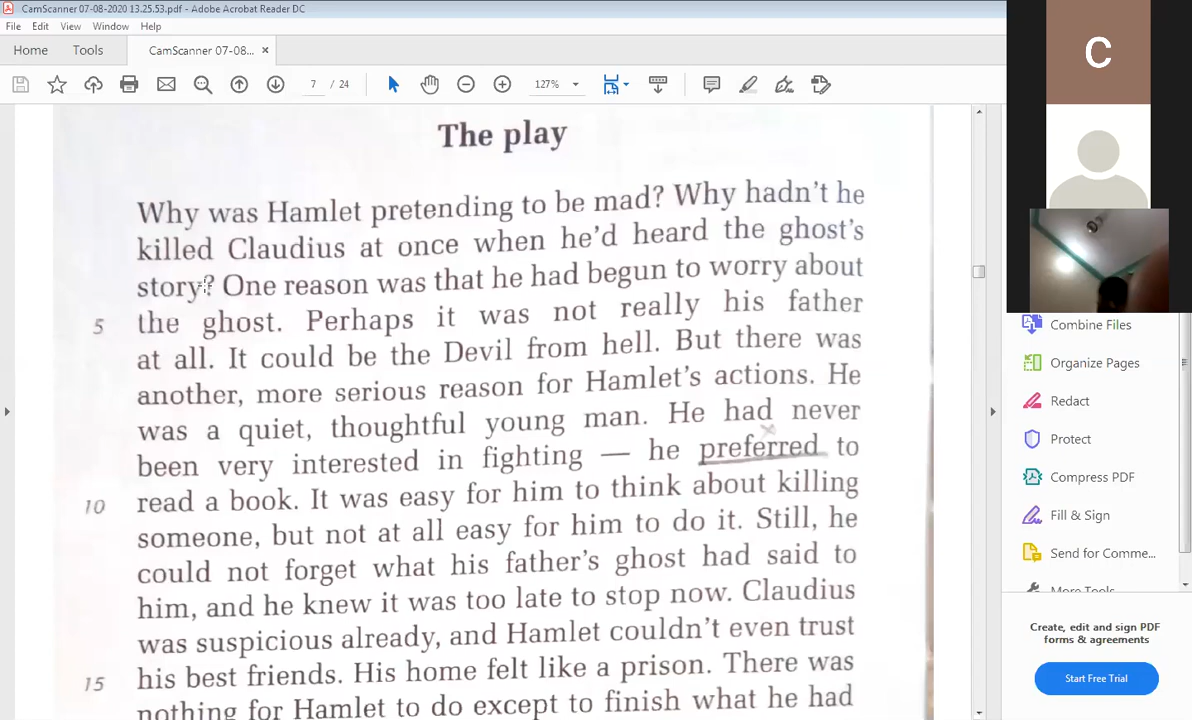 CamScanner 07-08-2020 13.25.53.pdf - Adobe Acrobat Reader DC
File Edit View Window Help
Home Tools CamScanner 07-08... ×
7 / 24 127%
C
The play
Why was Hamlet pretending to be mad? Why hadn't he
killed Claudius at once when he'd heard the ghost's
story? One reason was that he had begun to worry about
5 the ghost. Perhaps it was not really his father
at all. It could be the Devil from hell. But there was
another, more serious reason for Hamlet's actions. He
was a quiet, thoughtful young man. He had never
been very interested in fighting — he preferred to
10 read a book. It was easy for him to think about killing
someone, but not at all easy for him to do it. Still, he
could not forget what his father's ghost had said to
him, and he knew it was too late to stop now. Claudius
was suspicious already, and Hamlet couldn't even trust
15 his best friends. His home felt like a prison. There was
nothing for Hamlet to do except to finish what he had
Combine Files
Organize Pages
Redact
Protect
Compress PDF
Fill & Sign
Send for Comme...
More Tools
Create, edit and sign PDF
forms & agreements
Start Free Trial